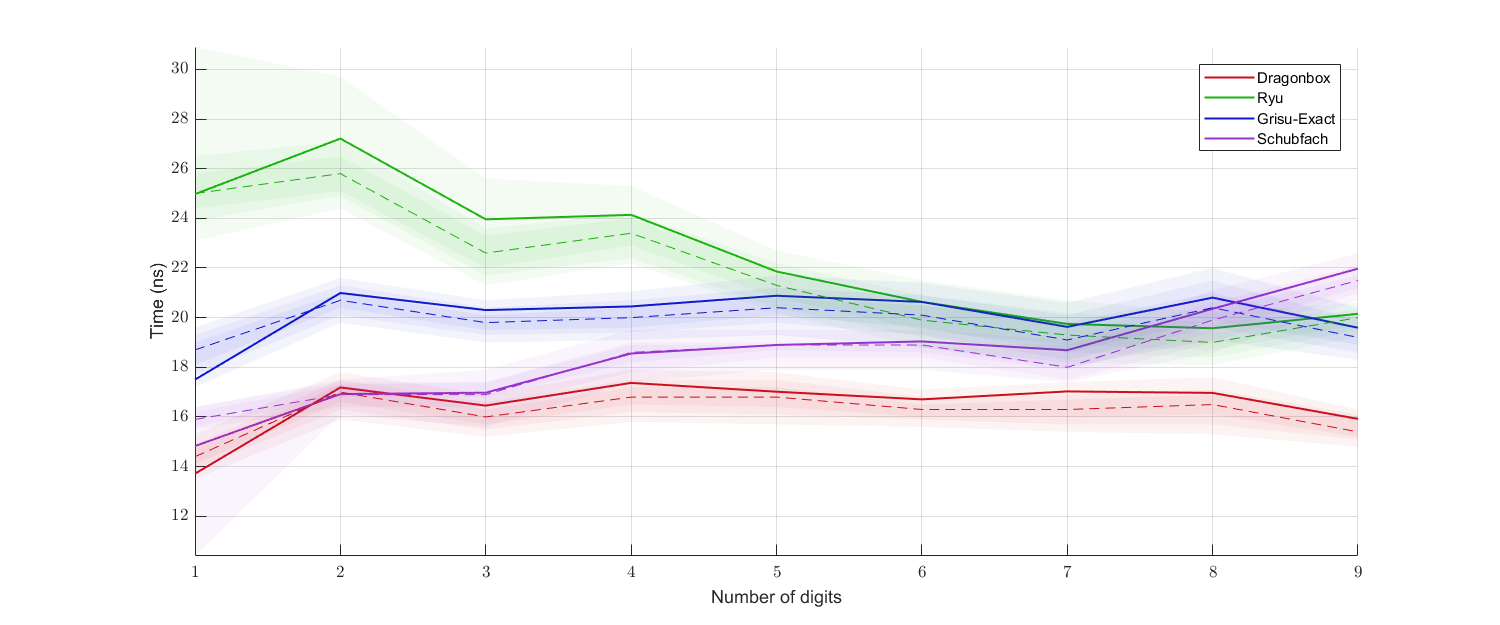 30
28
26
24
22
20
18
16
14
12
Time (ns)
Dragonbox
Ryu
Grisu-Exact
Schubfach
1 2 3 4 5 6 7 8 9
Number of digits